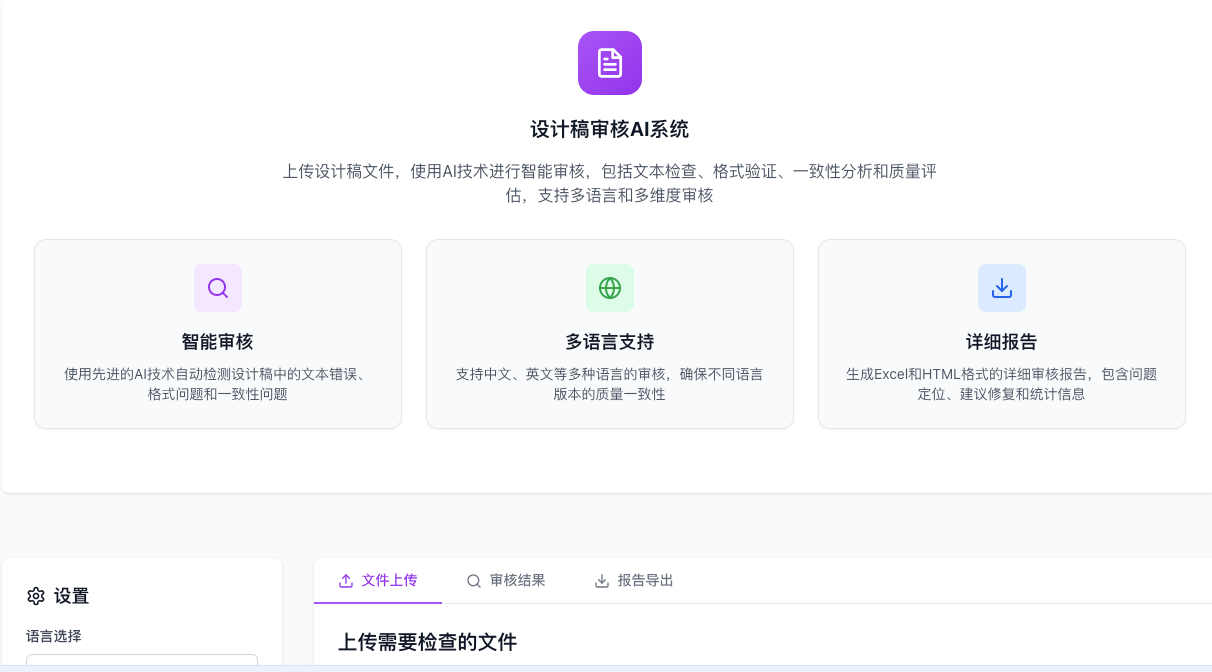 设计稿审核AI系统
上传设计稿文件，使用AI技术进行智能审核，包括文本检查、格式验证、一致性分析和质量评
估，支持多语言和多维度审核
智能审核
使用先进的AI技术自动检测设计稿中的文本错误、
格式问题和一致性问题
多语言支持
支持中文、英文等多种语言的审核，确保不同语言
版本的质量一致性
详细报告
生成Excel和HTML格式的详细审核报告，包含问题
定位、建议修复和统计信息
设置
语言选择
文件上传
审核结果
报告导出
上传需要检查的文件